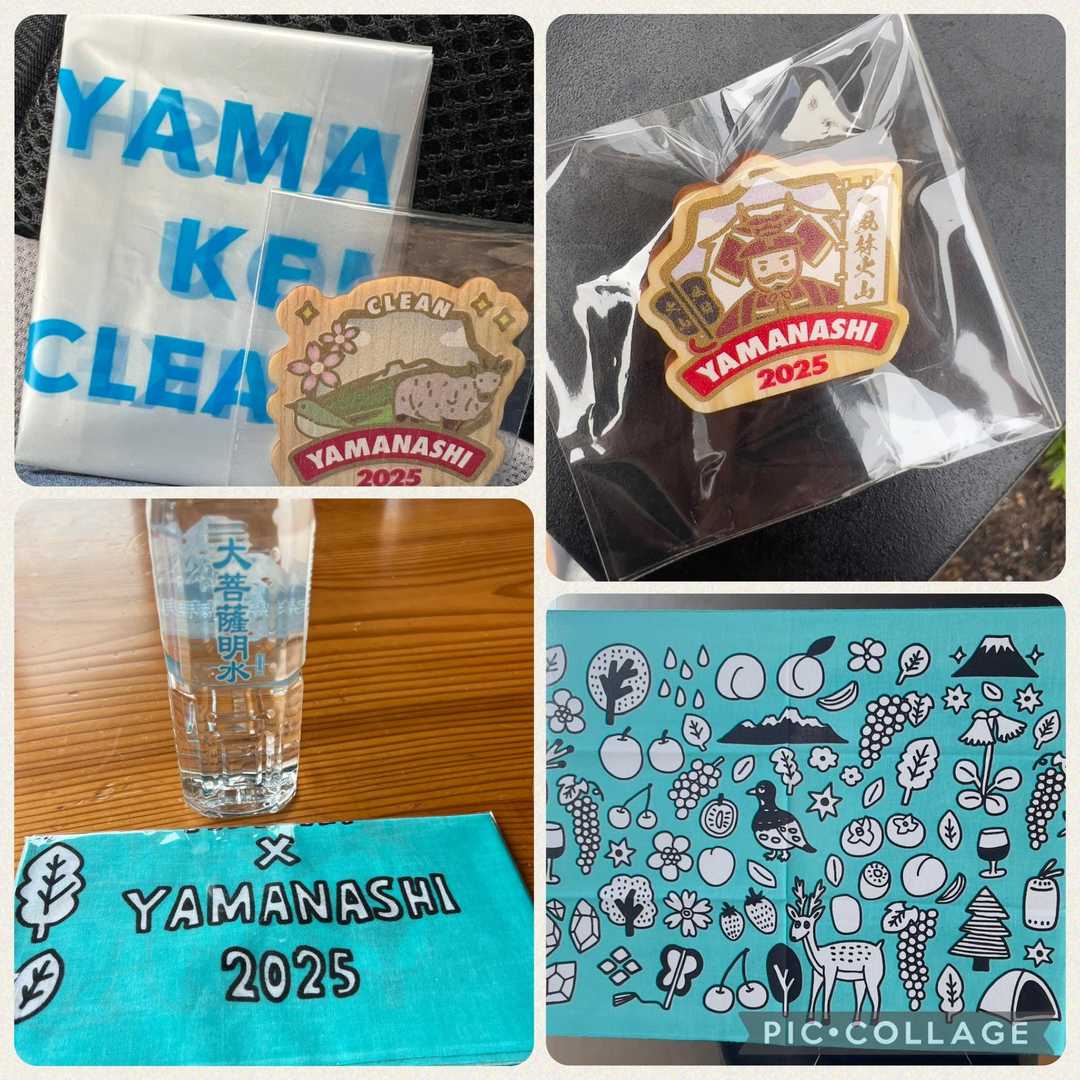 YAMA
KEI
CLEA
CLEAN
YAMANASHI
2025
風林火山
YAMANASHI
2025
大菩薩明水
×
YAMANASHI
2025
PIC•COLLAGE